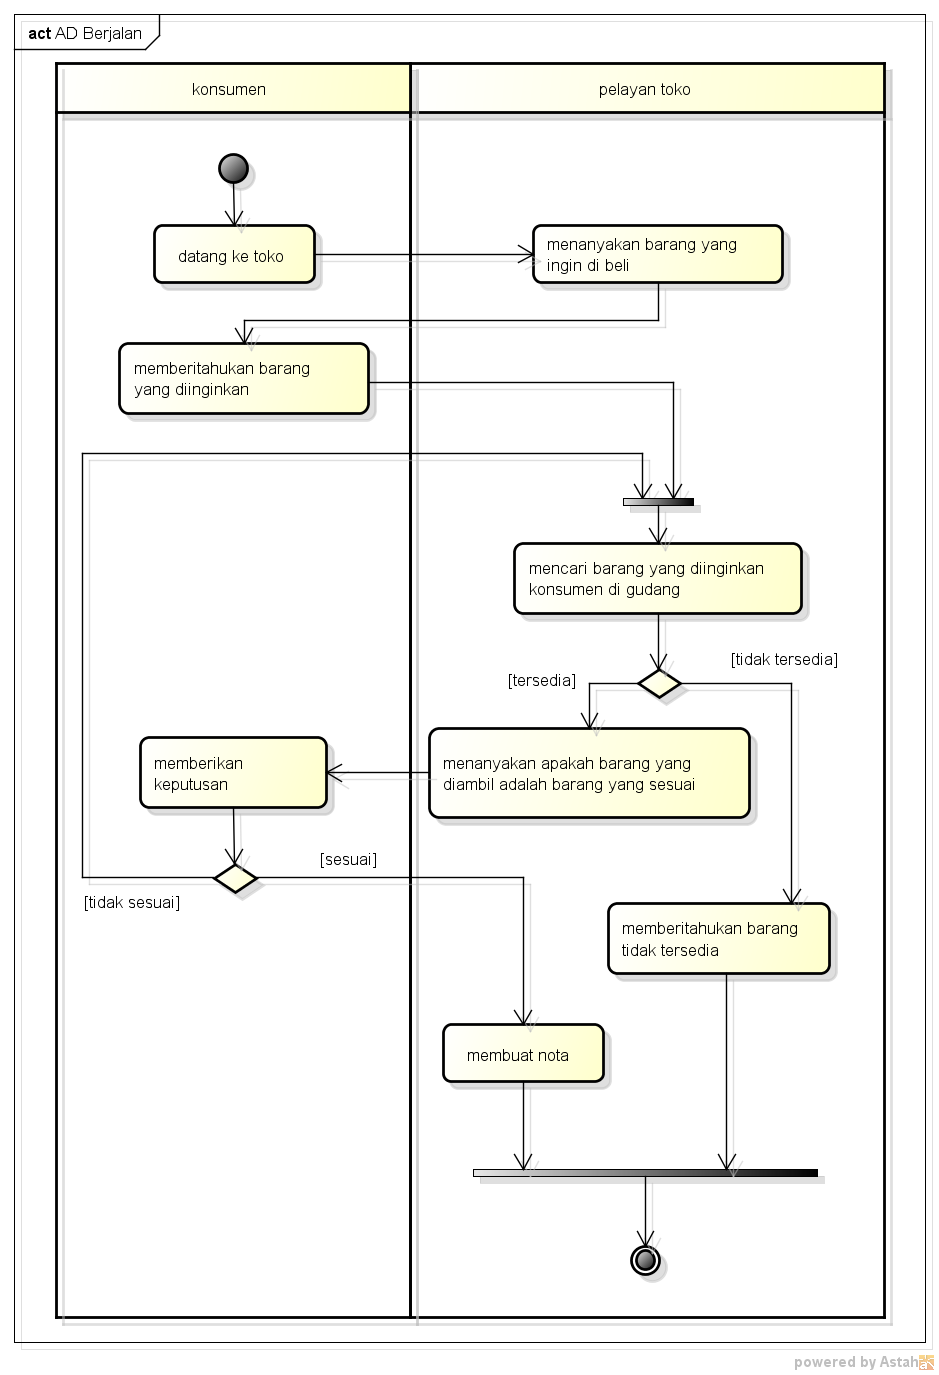 act AD Berjalan
konsumen
pelayan toko
datang ke toko
menanyakan barang yang
ingin di beli
memberitahukan barang
yang diinginkan
mencari barang yang diinginkan
konsumen di gudang
[tidak tersedia]
[tersedia]
menanyakan apakah barang yang
diambil adalah barang yang sesuai
memberikan
keputusan
[sesuai]
[tidak sesuai]
memberitahukan barang
tidak tersedia
membuat nota
powered by Astah